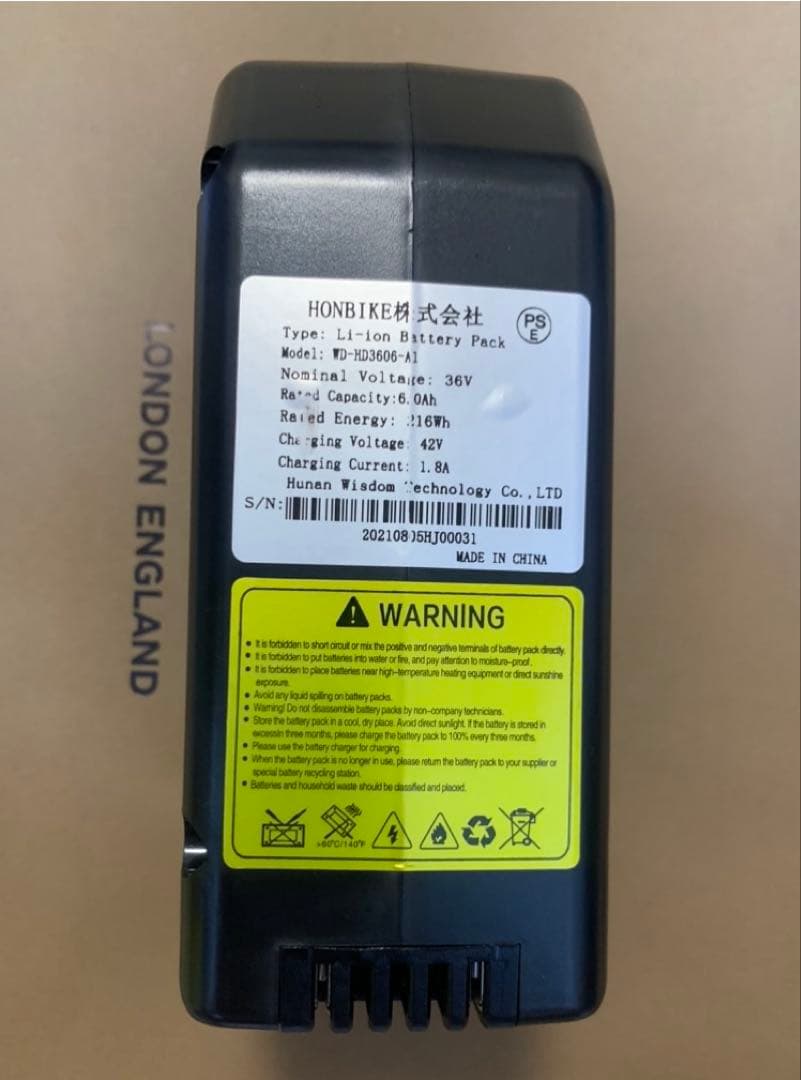 HONBIKE株式会社
PS
E
Type: Li-ion Battery Pack
Model: WD-HD3606-A1
Nominal Voltage: 36V
Rated Capacity:6.0Ah
Rated Energy: 216Wh
Charging Voltage: 42V
Charging Current: 1.8A
Hunan Wisdom Technology Co.,LTD
S/N:
20210805HJ00031
MADE IN CHINA
WARNING
• It is forbidden to short circuit or mix the positive and negative terminals of battery pack directly.
• It is forbidden to put batteries into water or fire, and pay attention to moisture-proof.
• It is forbidden to place batteries near high-temperature heating equipment or direct sunshine
exposure.
• Avoid any liquid spilling on battery packs.
• Warning! Do not disassemble battery packs by non-company technicians.
• Store the battery pack in a cool, dry place. Avoid direct sunlight. If the battery is stored in
excessin three months, please charge the battery pack to 100% every three months.
• Please use the battery charger for charging.
• When the battery pack is no longer in use, please return the battery pack to your supplier or
special battery recycling station.
• Batteries and household waste should be classified and placed.
+60°C/140°F
LONDON ENGLAND